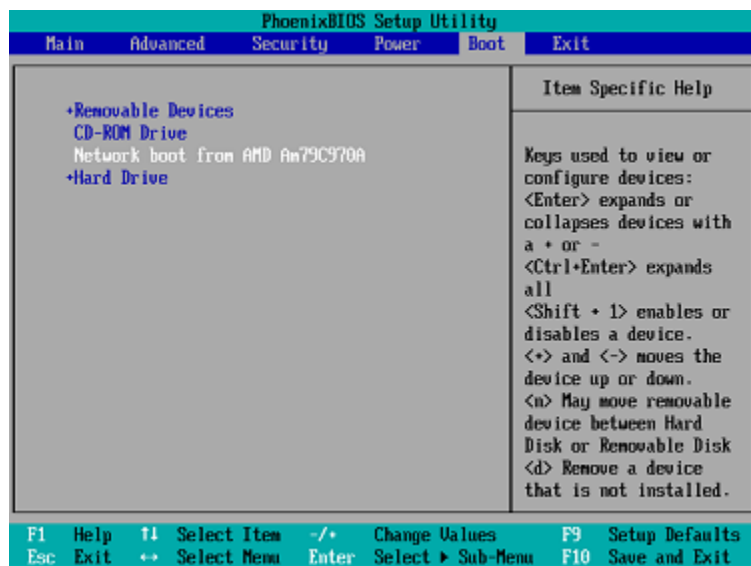 PhoenixBIOS Setup Utility
Main Advanced Security Power Boot Exit
+Removable Devices
CD-ROM Drive
Network boot from AMD Am79C970A
+Hard Drive
Item Specific Help
Keys used to view or
configure devices:
<Enter> expands or
collapses devices with
a + or -
<Ctrl+Enter> expands
all
<Shift + 1> enables or
disables a device.
<+> and <-> moves the
device up or down.
<n> May move removable
device between Hard
Disk or Removable Disk
<d> Remove a device
that is not installed.
F1 Help ↑↓ Select Item -/+ Change Values F9 Setup Defaults
Esc Exit ↔ Select Menu Enter Select ▶ Sub-Menu F10 Save and Exit